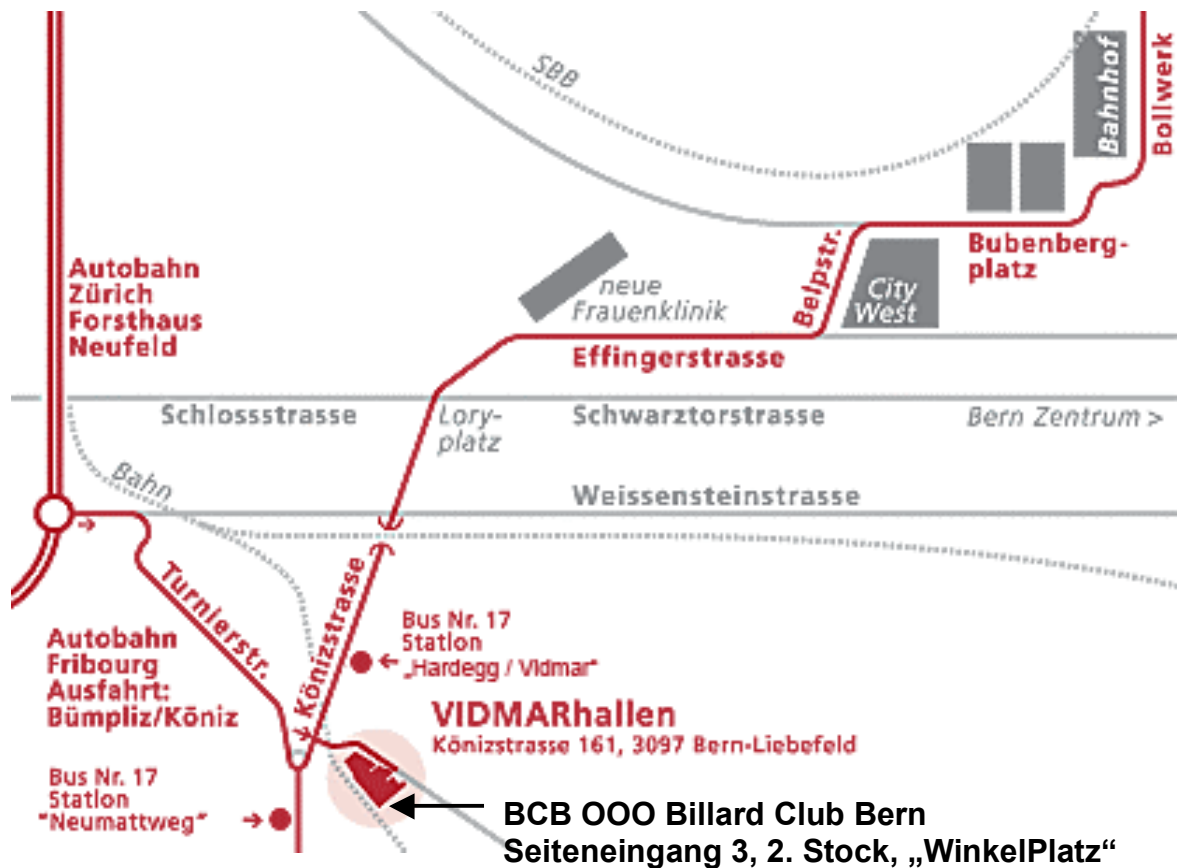 SBB
Bahnhof
Bollwerk
Autobahn
Zürich
Forsthaus
Neufeld
neue
Frauenklinik
Belpstr.
City
West
Bubenberg-
platz
Effingerstrasse
Schlossstrasse
Lory-
platz
Schwarztorstrasse
Bern Zentrum >
Bahn
Weissensteinstrasse
Turnierstr.
Könizstrasse
Bus Nr. 17
Station
„Hardegg / Vidmar“
Autobahn
Fribourg
Ausfahrt:
Bümpliz/Köniz
VIDMARhallen
Könizstrasse 161, 3097 Bern-Liebefeld
Bus Nr. 17
Station
"Neumattweg"
BCB OOO Billard Club Bern
Seiteneingang 3, 2. Stock, „WinkelPlatz“